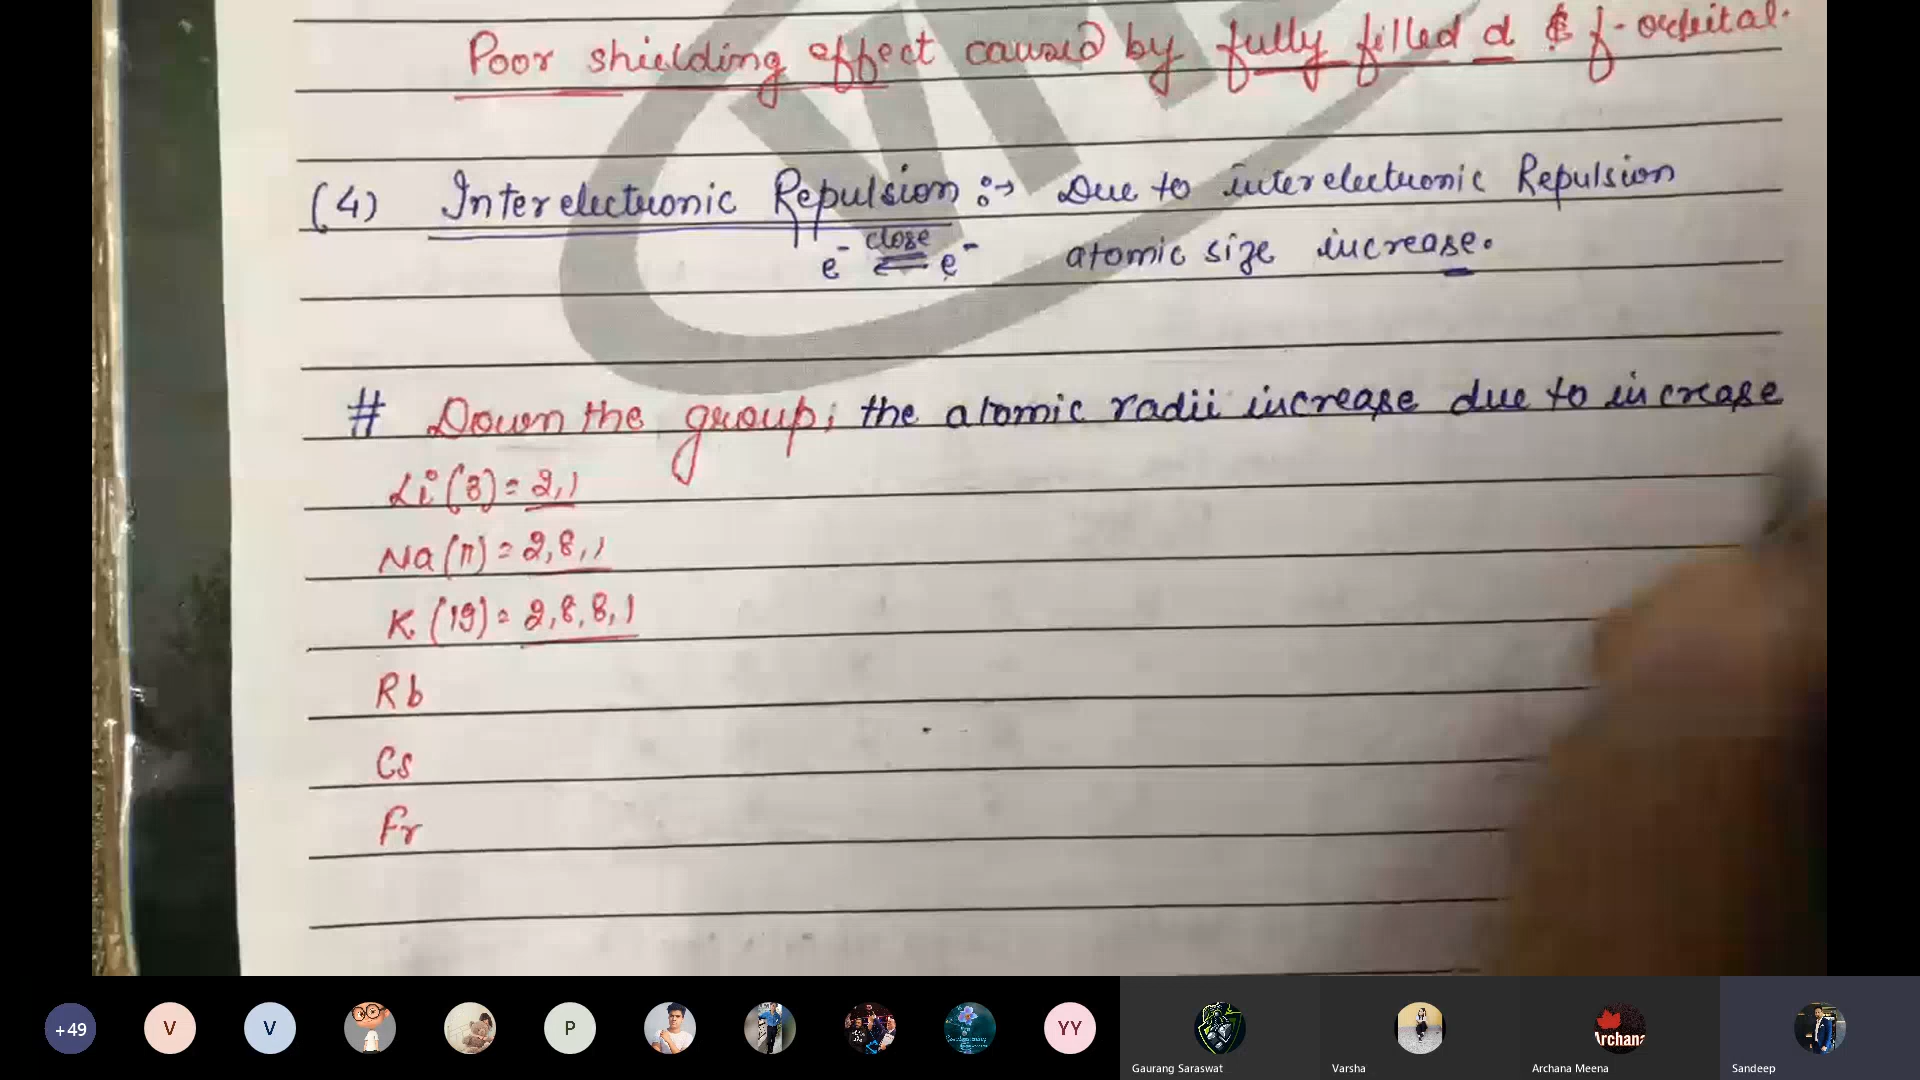 Poor shielding effect caused by fully filled d & f-orbital.
(4) Interelectronic Repulsion :→ Due to interelectronic Repulsion
e⁻ close e⁻ atomic size increase.
# Down the group; the atomic radii increase due to increase
Li (3) = 2,1
Na (11) = 2,8,1
K (19) = 2,8,8,1
Rb
Cs
Fr
+49
V
V
P
YY
Archana
Gaurang Saraswat
Varsha
Archana Meena
Sandeep